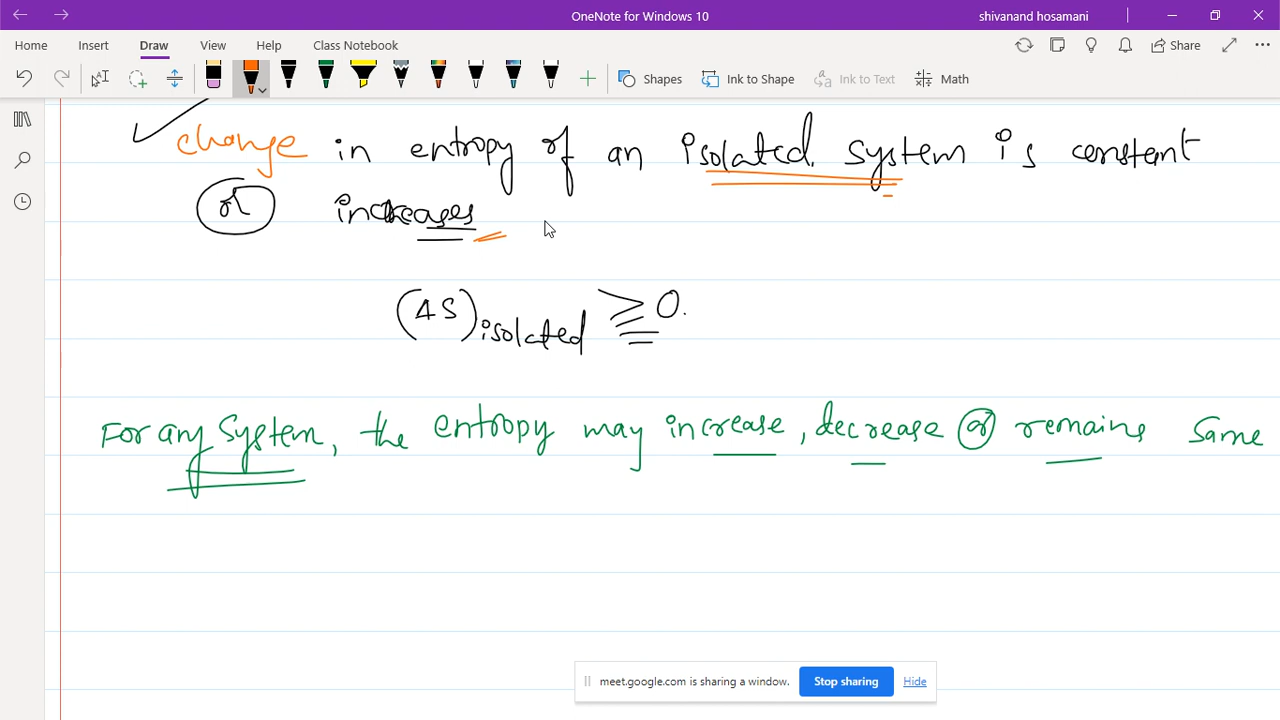 OneNote for Windows 10
shivanand hosamani
Home Insert Draw View Help Class Notebook
Share
Shapes Ink to Shape Ink to Text Math
change in entropy of an isolated system is constant
or increases
(ΔS)isolated ≥ 0.
For any system, the entropy may increase, decrease or remains same
meet.google.com is sharing a window. Stop sharing Hide